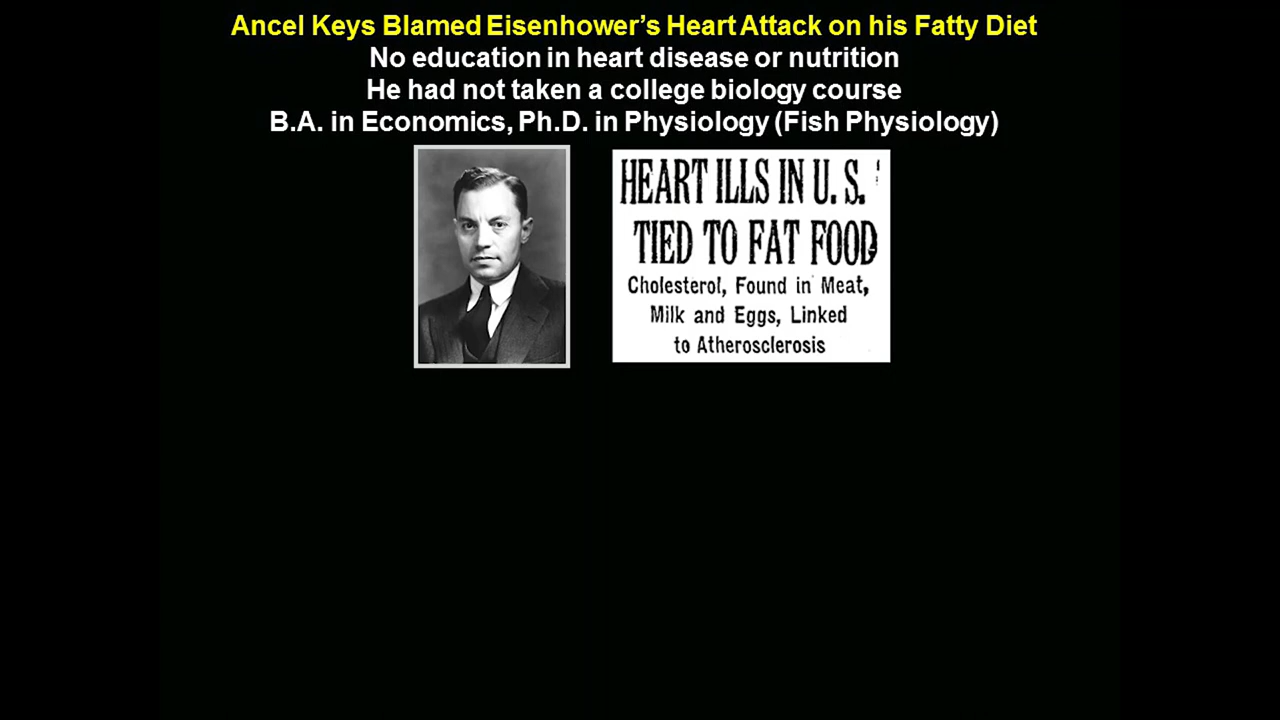 Ancel Keys Blamed Eisenhower's Heart Attack on his Fatty Diet
No education in heart disease or nutrition
He had not taken a college biology course
B.A. in Economics, Ph.D. in Physiology (Fish Physiology)
HEART ILLS IN U. S.
TIED TO FAT FOOD
Cholesterol, Found in Meat,
Milk and Eggs, Linked
to Atherosclerosis